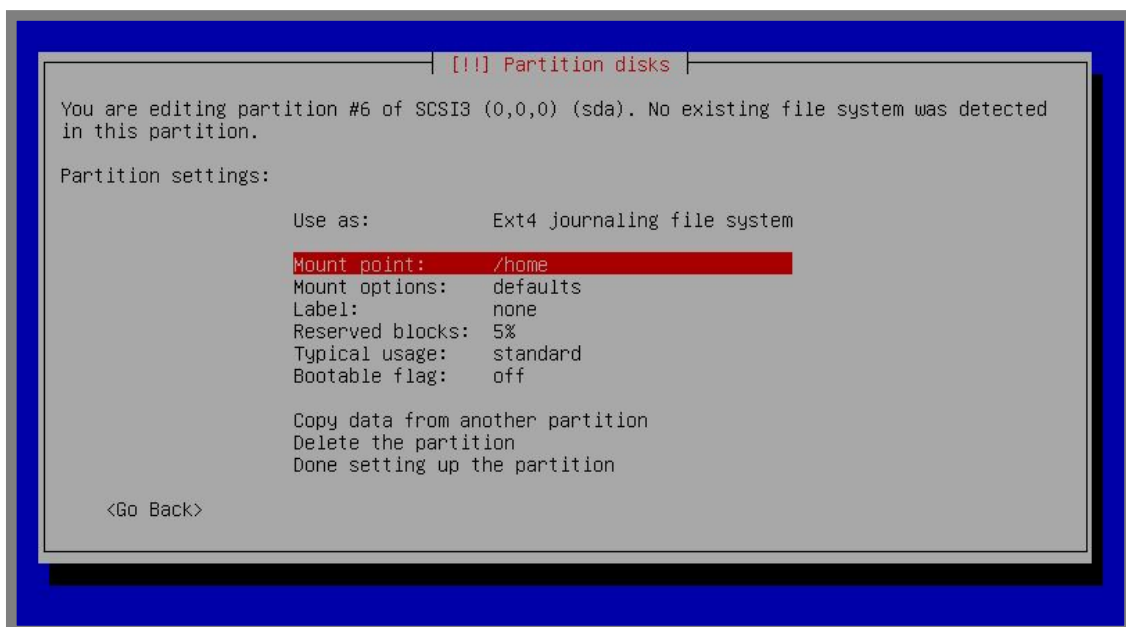 [!!] Partition disks
You are editing partition #6 of SCSI3 (0,0,0) (sda). No existing file system was detected
in this partition.
Partition settings:
Use as: Ext4 journaling file system
Mount point: /home
Mount options: defaults
Label: none
Reserved blocks: 5%
Typical usage: standard
Bootable flag: off
Copy data from another partition
Delete the partition
Done setting up the partition
<Go Back>